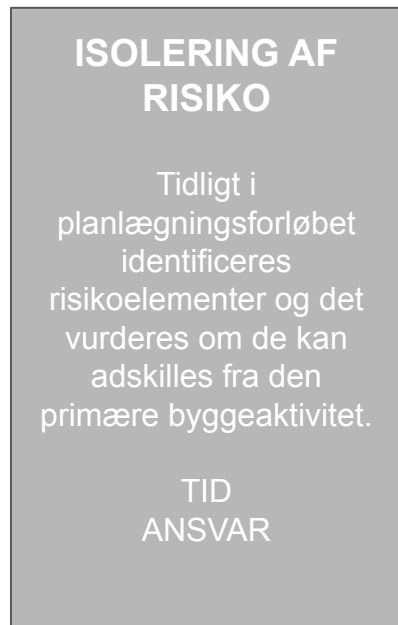 ISOLERING AF
RISIKO
Tidligt i
planlægningsforløbet
identificeres
risikoelementer og det
vurderes om de kan
adskilles fra den
primære byggeaktivitet.
TID
ANSVAR